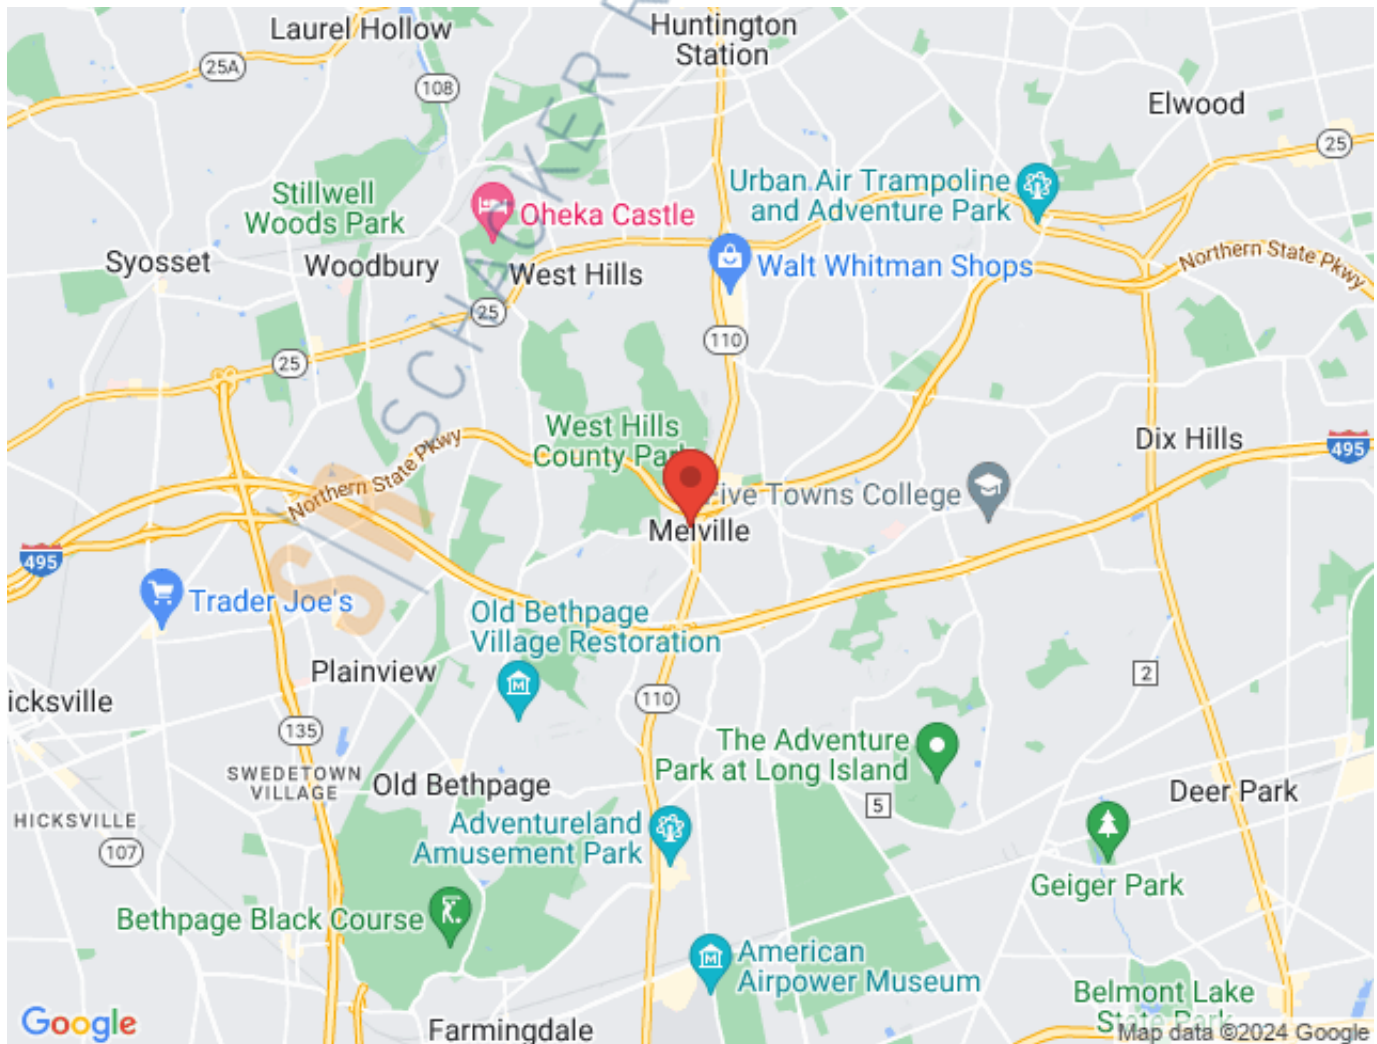 Laurel Hollow
Huntington
Station
25A
108
Elwood
25
Stillwell
Woods Park
Oheka Castle
Urban Air Trampoline
and Adventure Park
Syosset
Woodbury
West Hills
Walt Whitman Shops
Northern State Pkwy
25
110
25
SCHACKER R
West Hills
County Park
Dix Hills
495
Northern State Pkwy
Five Towns College
Melville
495
Trader Joe's
Old Bethpage
Village Restoration
Plainview
2
icksville
110
135
The Adventure
Park at Long Island
SWEDETOWN
VILLAGE
Old Bethpage
Deer Park
5
HICKSVILLE
Adventureland
Amusement Park
107
Geiger Park
Bethpage Black Course
American
Airpower Museum
Belmont Lake
State Park
Google
Farmingdale
Map data ©2024 Google